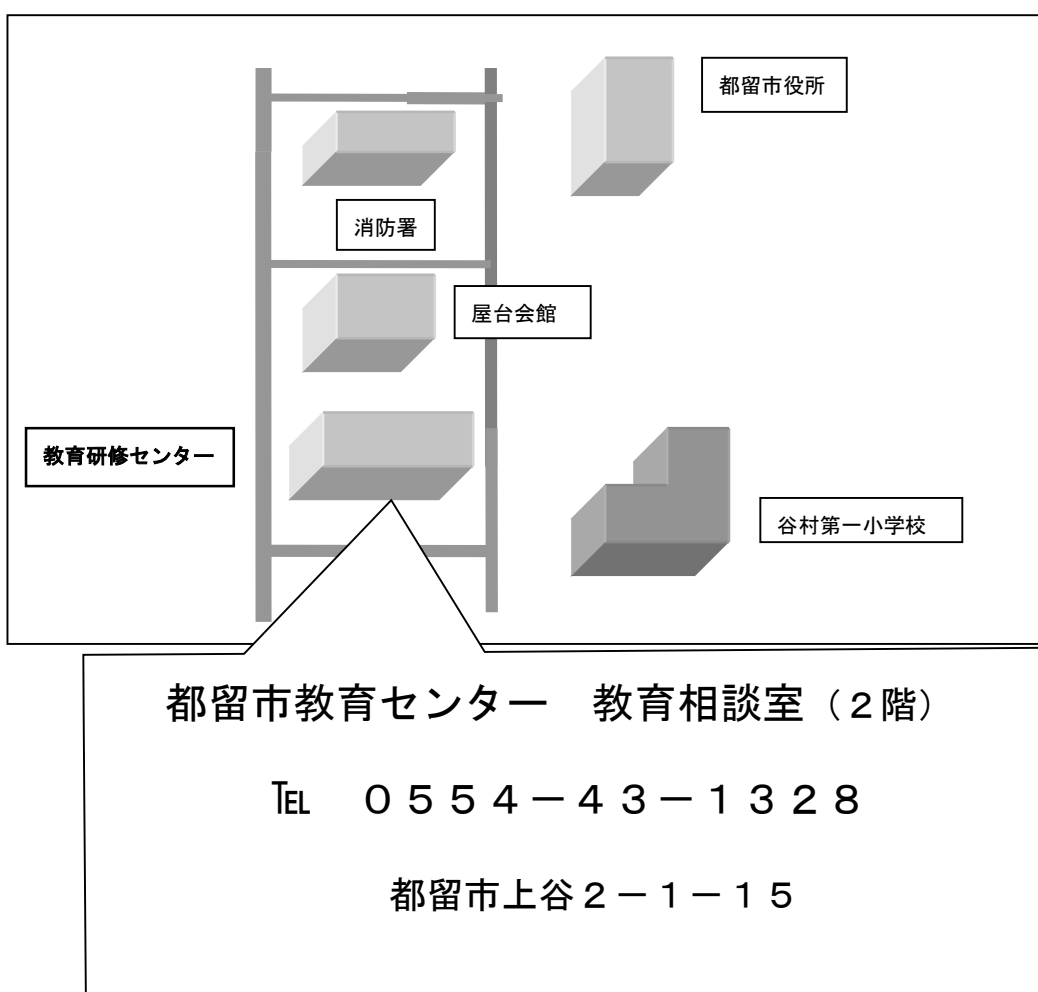 都留市役所
消防署
屋台会館
教育研修センター
谷村第一小学校
都留市教育センター　教育相談室（２階）
℡　０５５４－４３－１３２８
都留市上谷２－１－１５